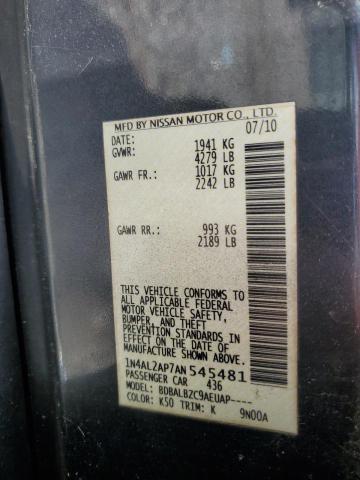 MFD BY NISSAN MOTOR CO., LTD.
DATE: 07/10
GVWR: 1941 KG
4279 LB
GAWR FR.: 1017 KG
2242 LB
GAWR RR.: 993 KG
2189 LB
THIS VEHICLE CONFORMS TO
ALL APPLICABLE FEDERAL
MOTOR VEHICLE SAFETY,
BUMPER, AND THEFT
PREVENTION STANDARDS IN
EFFECT ON THE DATE OF
MANUFACTURE SHOWN ABOVE.
1N4AL2AP7AN545481
PASSENGER CAR 436
MODEL: BDBALBZC9AEUAP----
COLOR: K50 TRIM: K 9N00A